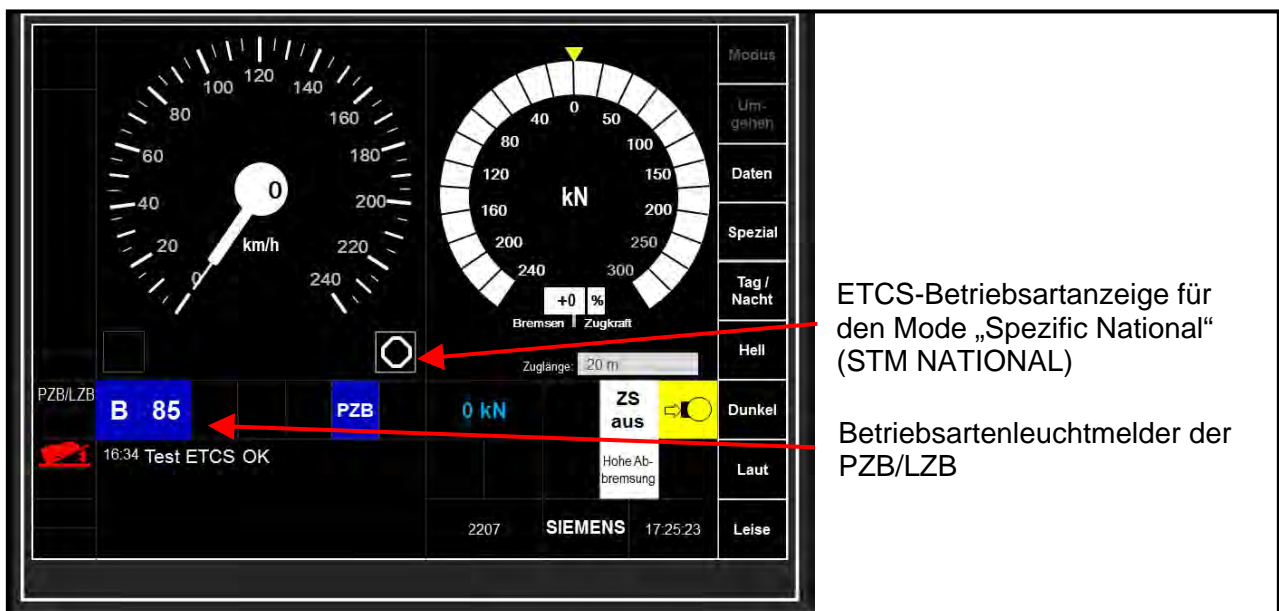 0
20
40
60
80
100
120
140
160
180
200
220
240
0
km/h
240
200
160
120
80
40
0
50
100
150
200
250
300
kN
+0 %
Bremsen Zugkraft
Zuglänge: 20 m
PZB/LZB
B 85
PZB
0 kN
ZS
aus
16:34 Test ETCS OK
Hohe Ab-
bremsung
2207 SIEMENS 17:25:23
Modus
Um-
gehen
Daten
Spezial
Tag /
Nacht
Hell
Dunkel
Laut
Leise
ETCS-Betriebsartanzeige für
den Mode „Spezific National“
(STM NATIONAL)
Betriebsartenleuchtmelder der
PZB/LZB